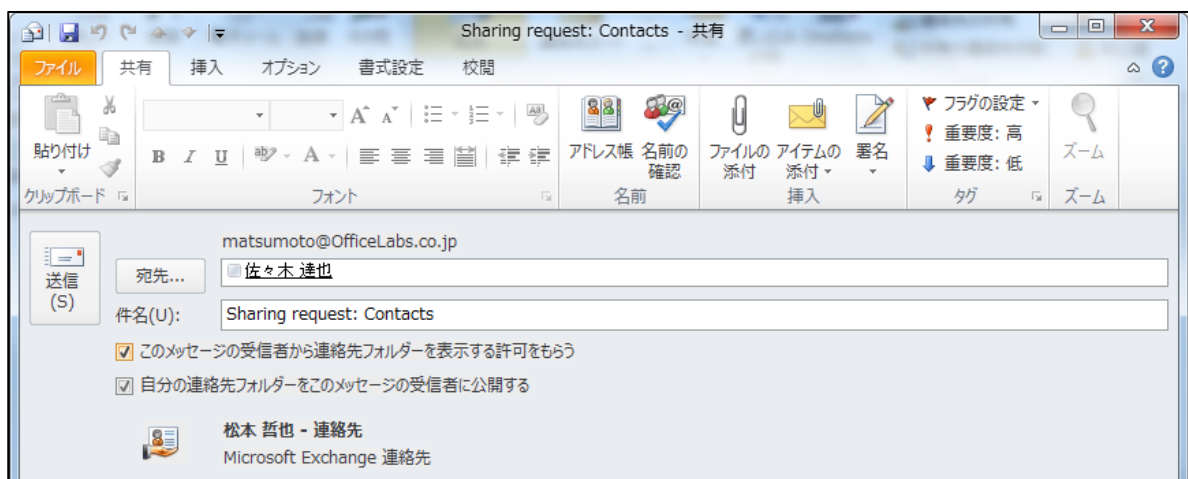 Sharing request: Contacts - 共有
ファイル 共有 挿入 オプション 書式設定 校閲
貼り付け
クリップボード
B I U ab A
A A
フォント
アドレス帳 名前の確認
名前
ファイルの添付 アイテムの添付 署名
挿入
フラグの設定
重要度: 高
重要度: 低
タグ
ズーム
ズーム
送信
(S)
matsumoto@OfficeLabs.co.jp
宛先... 佐々木 達也
件名(U): Sharing request: Contacts
このメッセージの受信者から連絡先フォルダーを表示する許可をもらう
自分の連絡先フォルダーをこのメッセージの受信者に公開する
松本 哲也 - 連絡先
Microsoft Exchange 連絡先